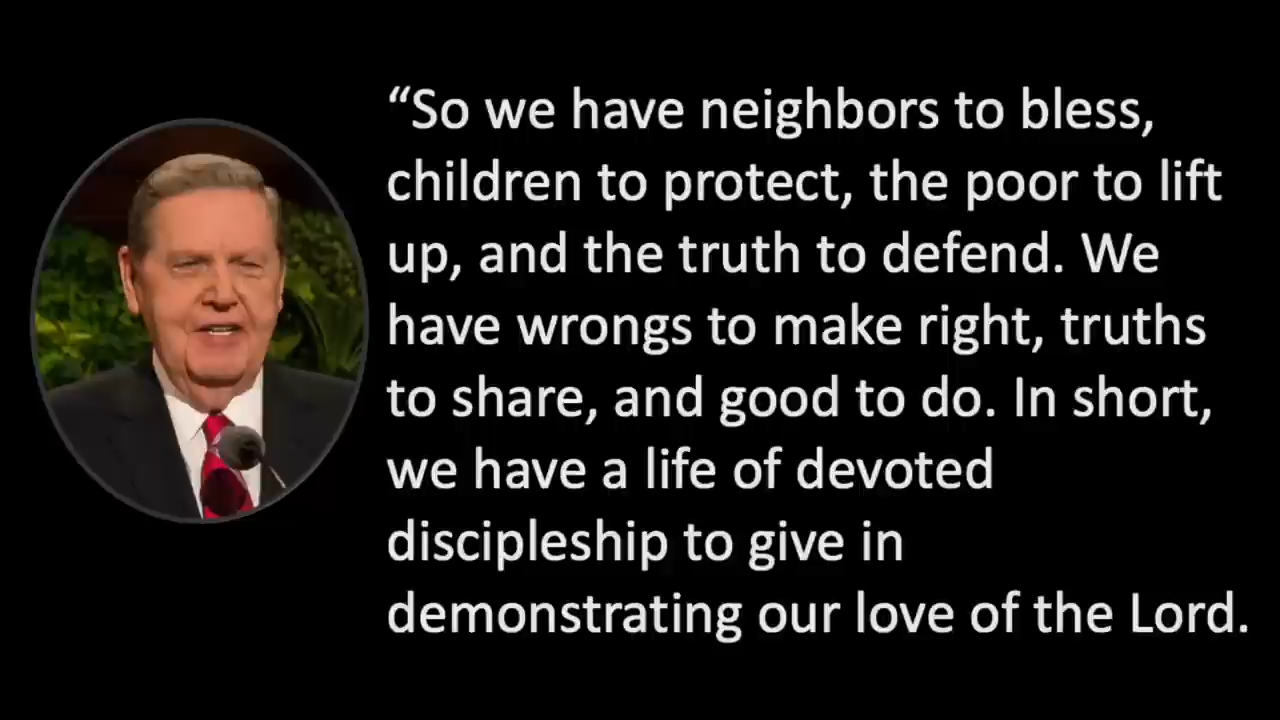 “So we have neighbors to bless,
children to protect, the poor to lift
up, and the truth to defend. We
have wrongs to make right, truths
to share, and good to do. In short,
we have a life of devoted
discipleship to give in
demonstrating our love of the Lord.